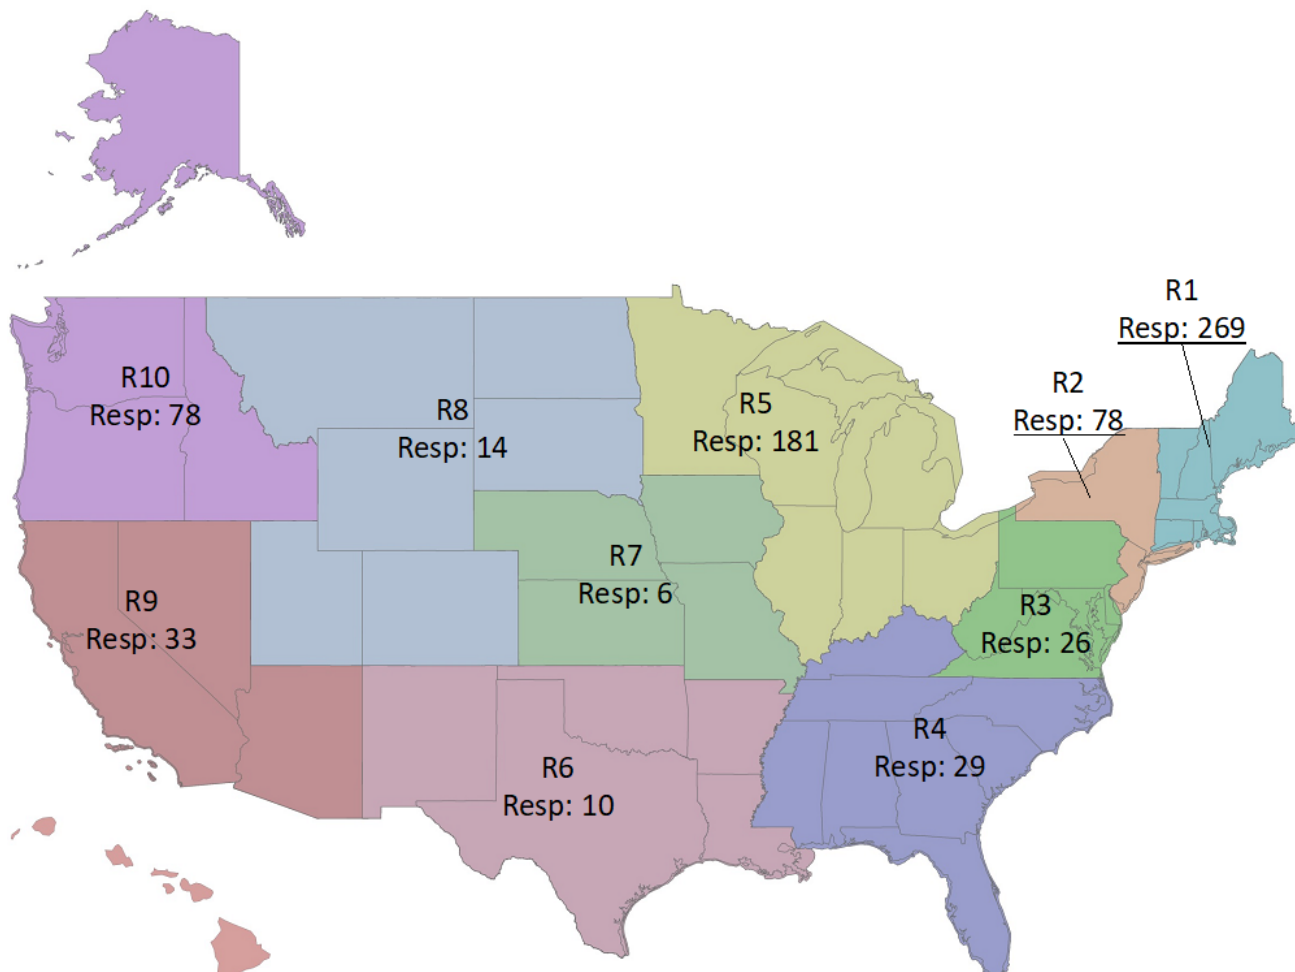 R1
Resp: 269
R2
Resp: 78
R10
Resp: 78
R8
Resp: 14
R5
Resp: 181
R7
Resp: 6
R9
Resp: 33
R3
Resp: 26
R4
Resp: 29
R6
Resp: 10